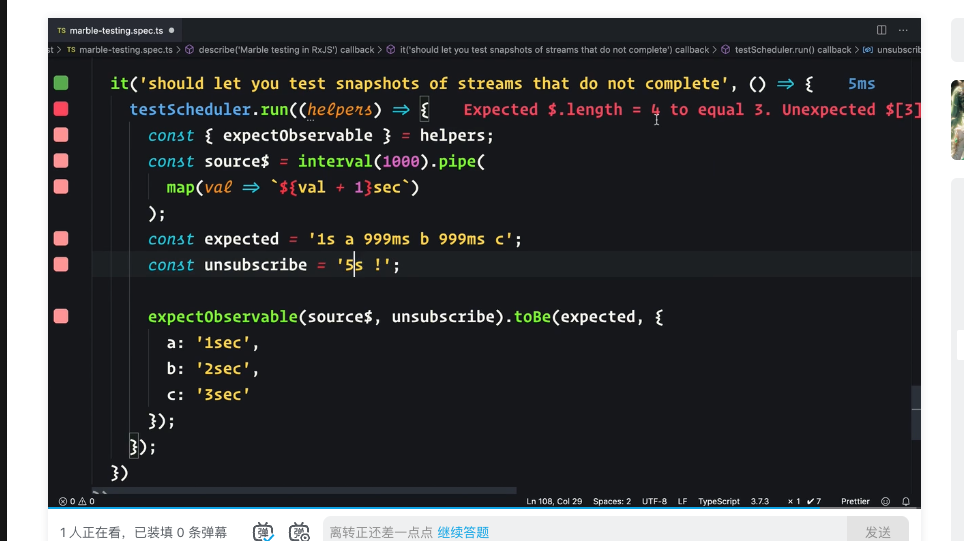 TS marble-testing.spec.ts
st > TS marble-testing.spec.ts > describe('Marble testing in RxJS') callback > it('should let you test snapshots of streams that do not complete') callback > testScheduler.run() callback > unsubscrib
it('should let you test snapshots of streams that do not complete', () => { 5ms
testScheduler.run((helpers) => { Expected $.length = 4 to equal 3. Unexpected $[3]
const { expectObservable } = helpers;
const source$ = interval(1000).pipe(
map(val => `${val + 1}sec`)
);
const expected = '1s a 999ms b 999ms c';
const unsubscribe = '5s !';
expectObservable(source$, unsubscribe).toBe(expected, {
a: '1sec',
b: '2sec',
c: '3sec'
});
});
})
0 0 Ln 108, Col 29 Spaces: 2 UTF-8 LF TypeScript 3.7.3 × 1 ✔ 7 Prettier
1人正在看，已装填 0 条弹幕 弹 弹 离转正还差一点点 继续答题 发送